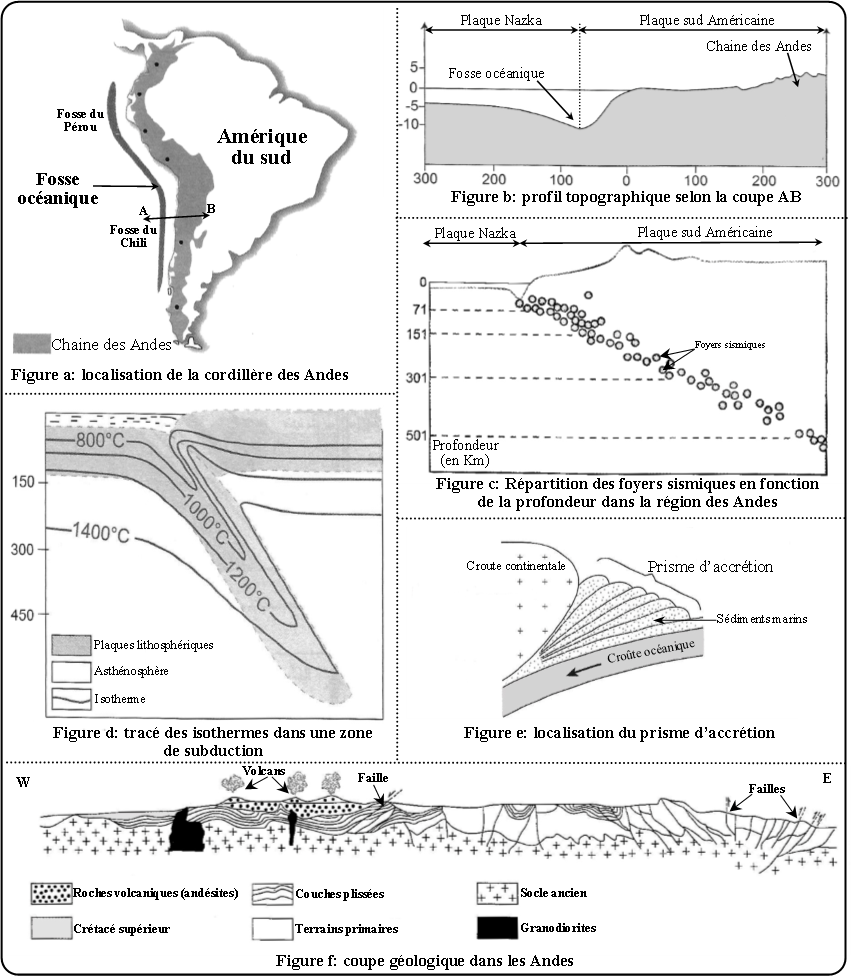 Fosse du
Pérou
Fosse
océanique
A
B
Fosse du
Chili
Amérique
du sud
Chaine des Andes
Figure a: localisation de la cordillère des Andes
Plaque Nazka
Plaque sud Américaine
Chaine des Andes
Fosse océanique
5
0
-5
-10
300 200 100 0 100 200 300
Figure b: profil topographique selon la coupe AB
Plaque Nazka
Plaque sud Américaine
0
71
151
301
501
Foyers sismiques
Profondeur
(en Km)
Figure c: Répartition des foyers sismiques en fonction
de la profondeur dans la région des Andes
800°C
1000°C
1200°C
1400°C
150
300
450
Plaques lithosphériques
Asthénosphère
Isotherme
Figure d: tracé des isothermes dans une zone
de subduction
Croute continentale
Prisme d'accrétion
Sédiments marins
Croûte océanique
Figure e: localisation du prisme d'accrétion
W
Volcans
Faille
Failles
E
Roches volcaniques (andésites)
Couches plissées
Socle ancien
Crétacé supérieur
Terrains primaires
Granodiorites
Figure f: coupe géologique dans les Andes